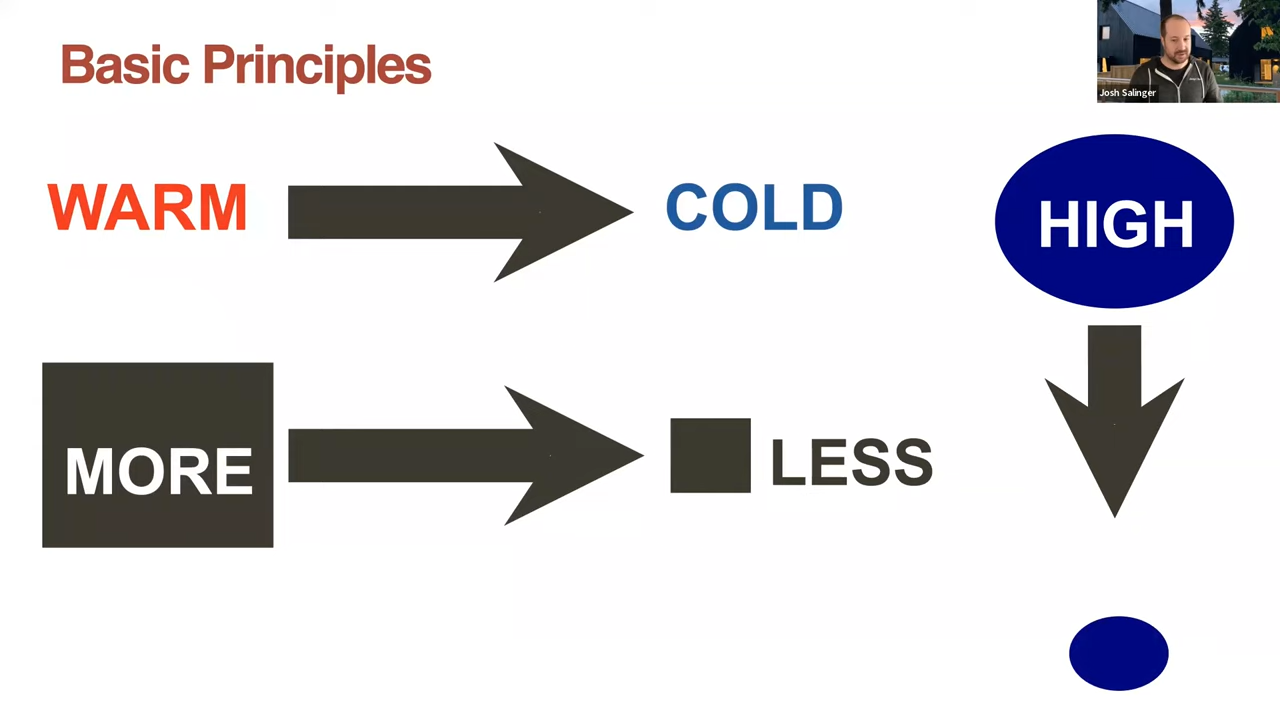 Basic Principles
Josh Salinger
WARM
COLD
HIGH
MORE
LESS